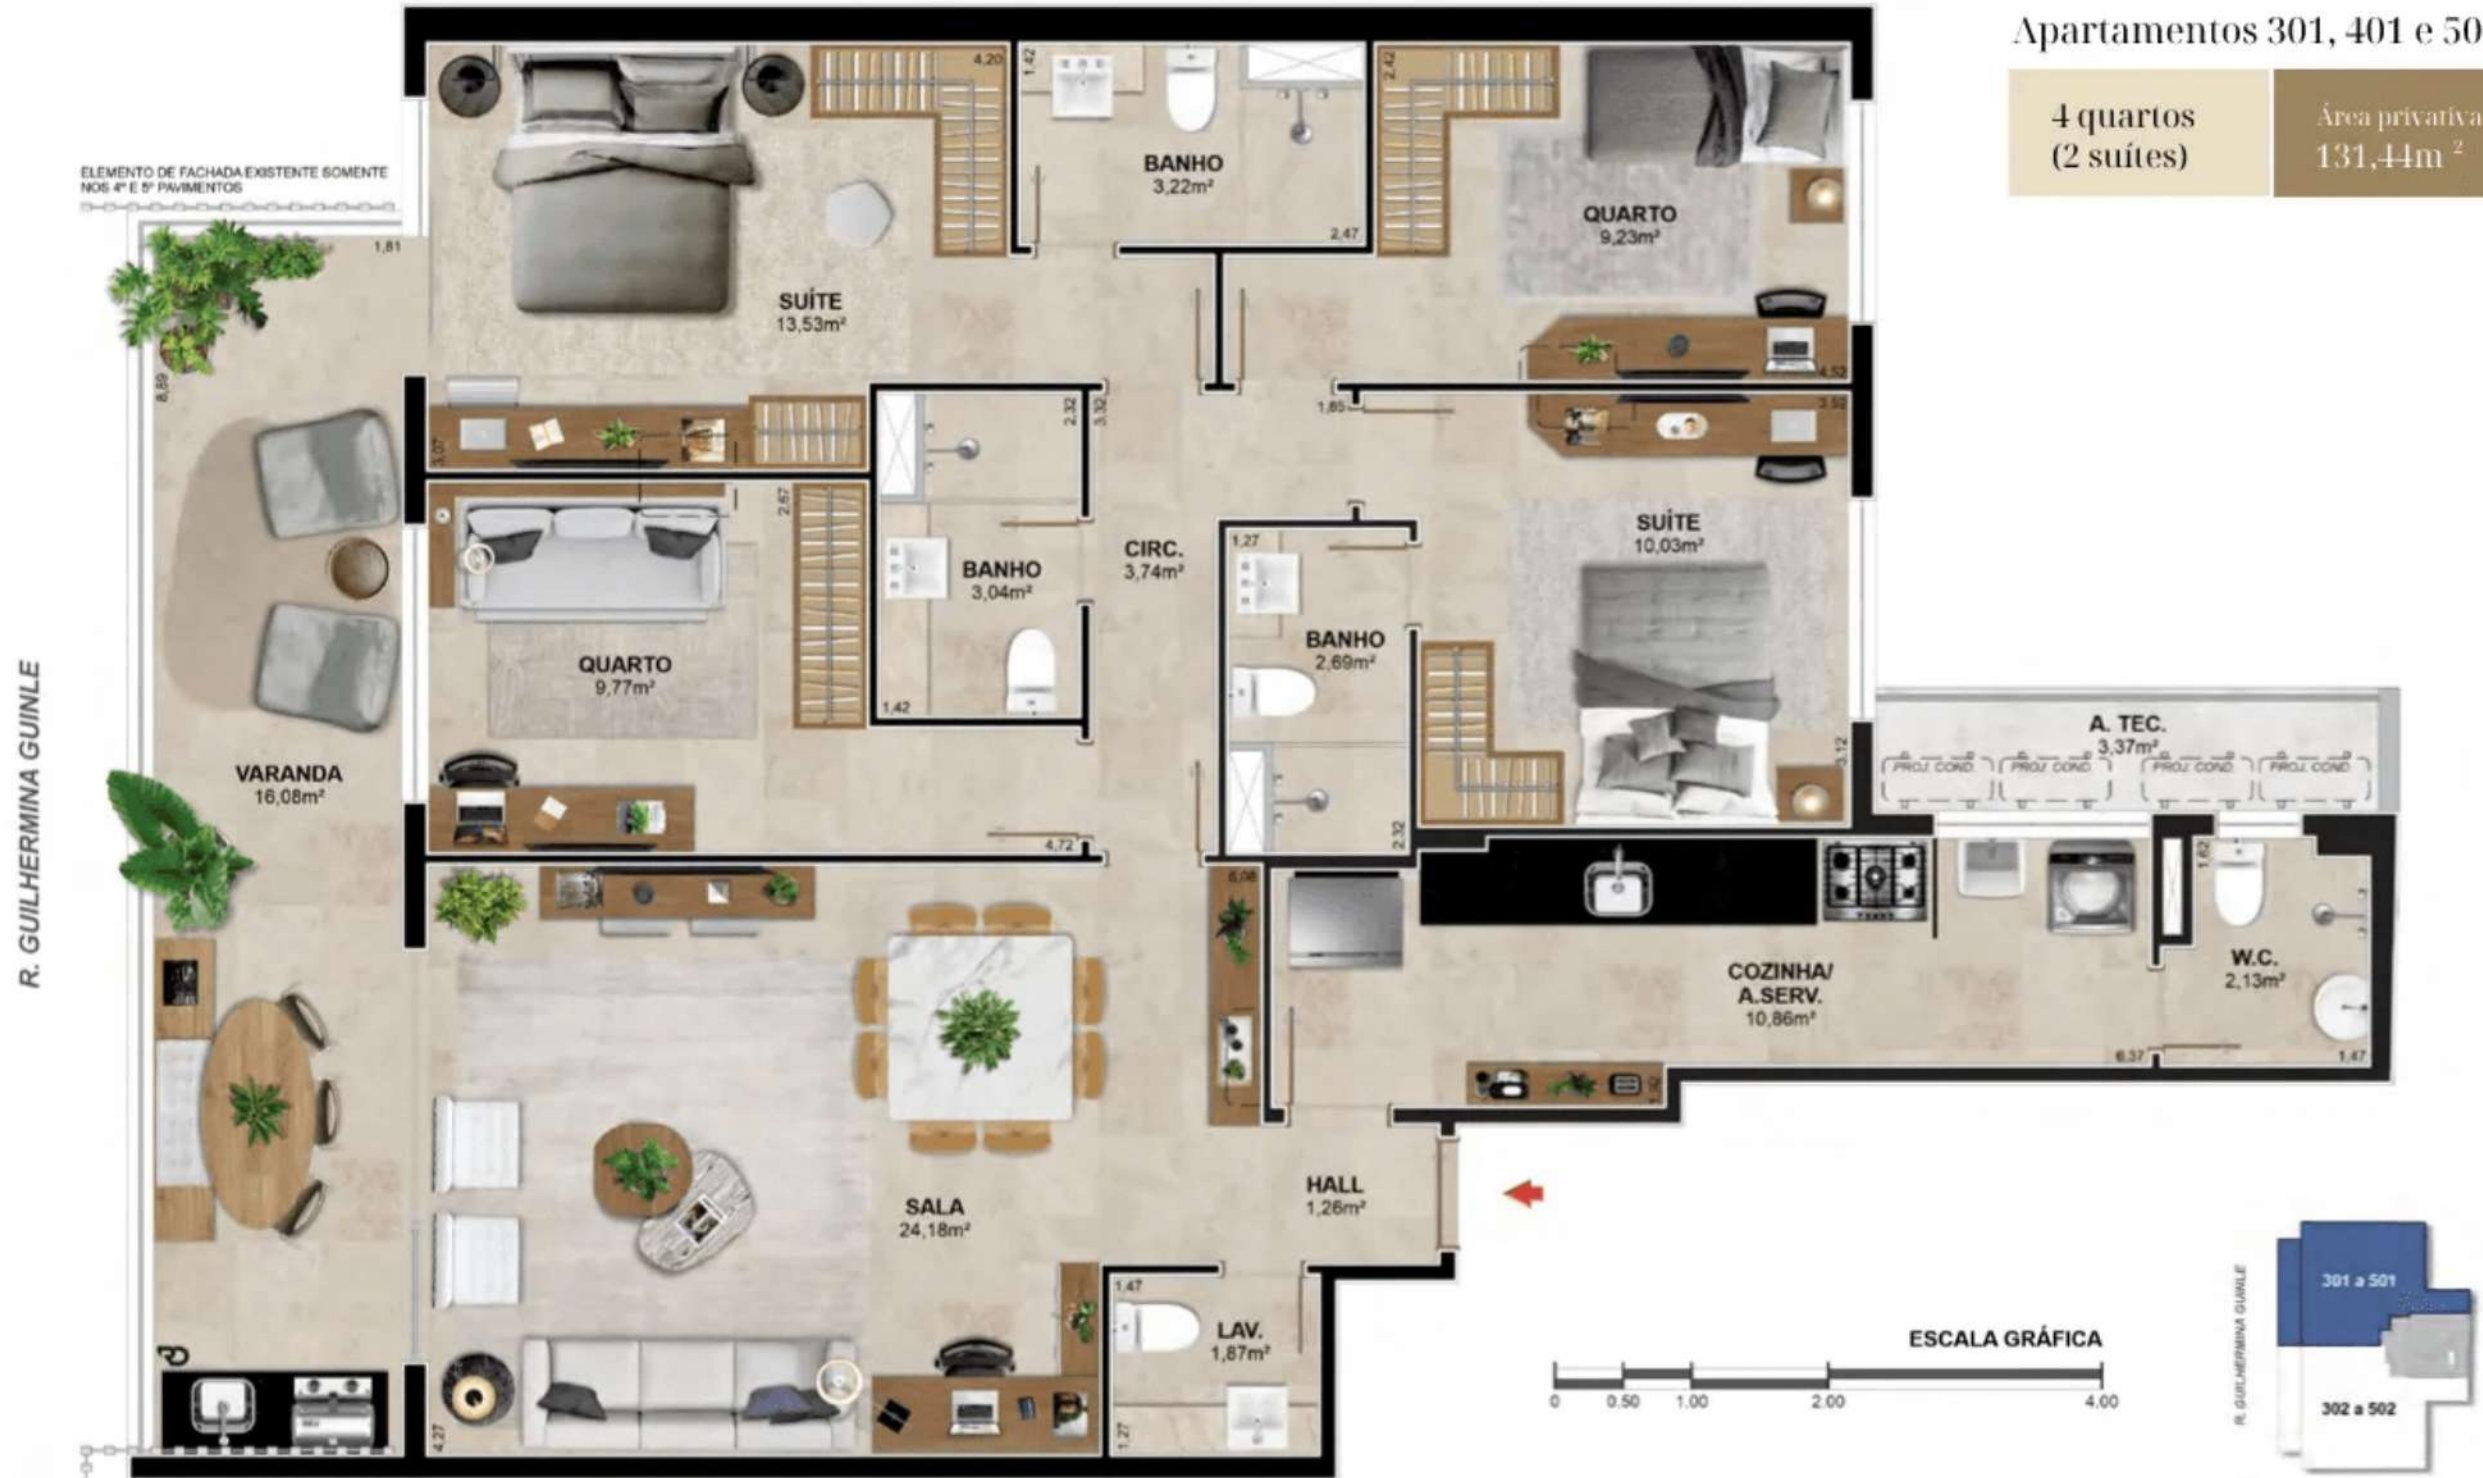 Apartamentos 301, 401 e 50
4 quartos
(2 suítes)
Área privativa
131,44m ²
ELEMENTO DE FACHADA EXISTENTE SOMENTE
NOS 4º E 5º PAVIMENTOS
1,81
8,89
4,20
SUÍTE
13,53m²
3,07
1,42
BANHO
3,22m²
2,47
2,42
QUARTO
9,23m²
4,52
2,32
3,32
1,85
3,52
2,67
BANHO
3,04m²
1,42
CIRC.
3,74m²
1,27
BANHO
2,69m²
2,32
SUÍTE
10,03m²
3,12
QUARTO
9,77m²
4,72
R. GUILHERMINA GUINLE
VARANDA
16,08m²
A. TEC.
3,37m²
PROJ. COND.
PROJ. COND.
PROJ. COND.
PROJ. COND.
6,08
1,62
COZINHA/
A.SERV.
10,86m²
6,37
W.C.
2,13m²
1,47
HALL
1,26m²
SALA
24,18m²
4,27
1,47
LAV.
1,87m²
1,27
ESCALA GRÁFICA
0 0.50 1.00 2.00 4.00
R. GUILHERMINA GUINLE
301 a 501
302 a 502